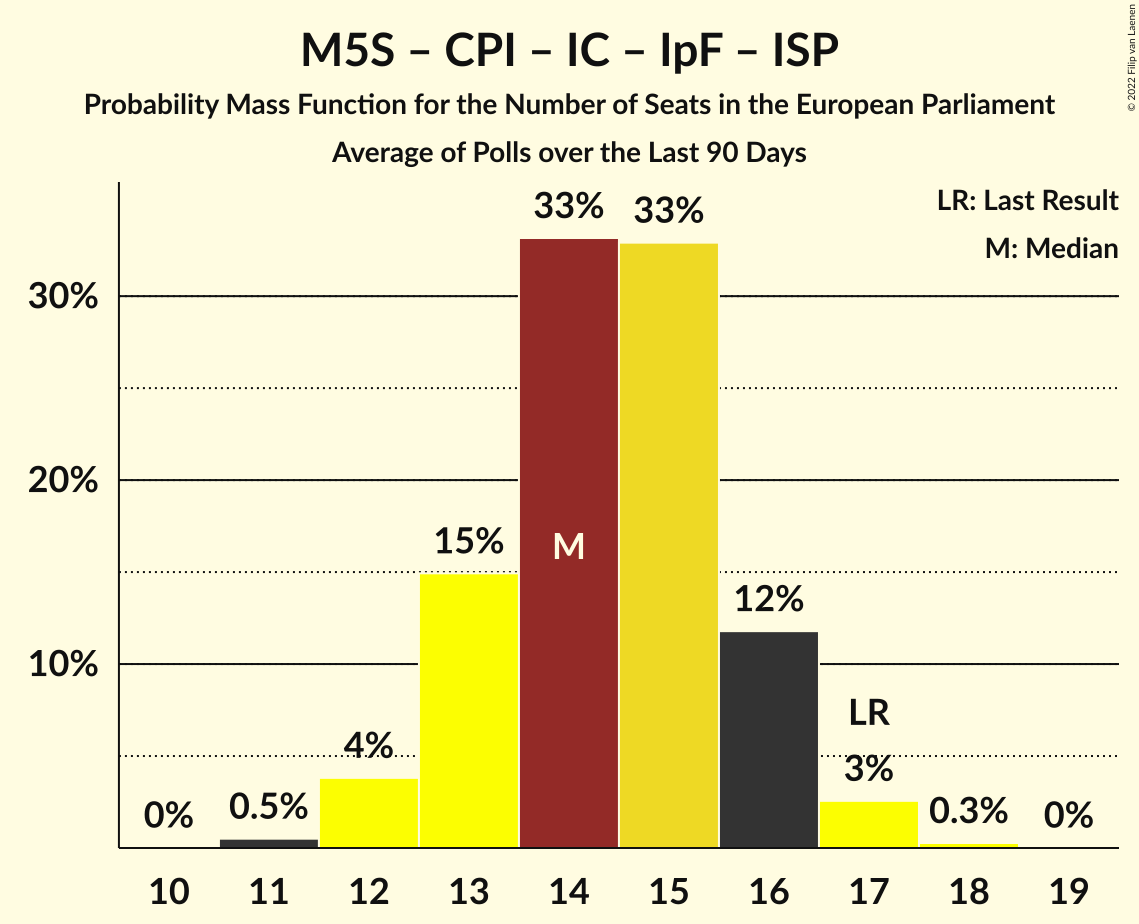 M5S – CPI – IC – IpF – ISP
Probability Mass Function for the Number of Seats in the European Parliament
Average of Polls over the Last 90 Days
© 2022 Filip van Laenen
LR: Last Result
M: Median
33%
33%
30%
20%
15%
M
12%
10%
LR
4%
3%
0%
0.5%
0.3%
0%
10 11 12 13 14 15 16 17 18 19